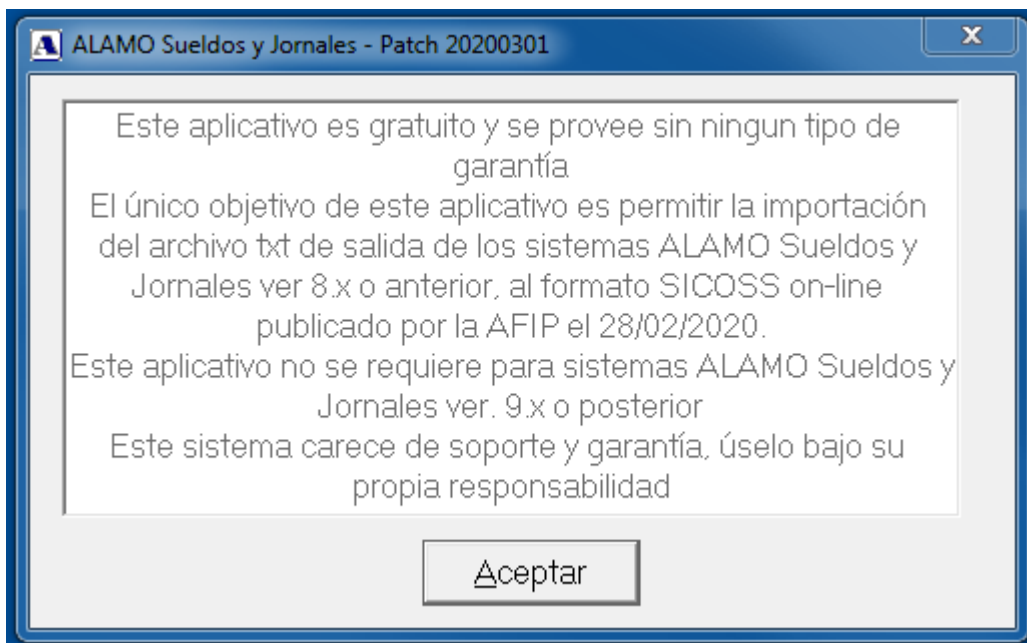 ALAMO Sueldos y Jornales - Patch 20200301
Este aplicativo es gratuito y se provee sin ningun tipo de
garantía
El único objetivo de este aplicativo es permitir la importación
del archivo txt de salida de los sistemas ALAMO Sueldos y
Jornales ver 8.x o anterior, al formato SICOSS on-line
publicado por la AFIP el 28/02/2020.
Este aplicativo no se requiere para sistemas ALAMO Sueldos y
Jornales ver. 9.x o posterior
Este sistema carece de soporte y garantía, úselo bajo su
propia responsabilidad
Aceptar